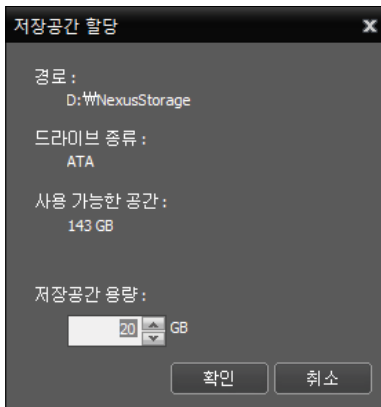 저장공간 할당
경로 :
D:₩NexusStorage
드라이브 종류 :
ATA
사용 가능한 공간 :
143 GB
저장공간 용량 :
20 GB
확인 취소